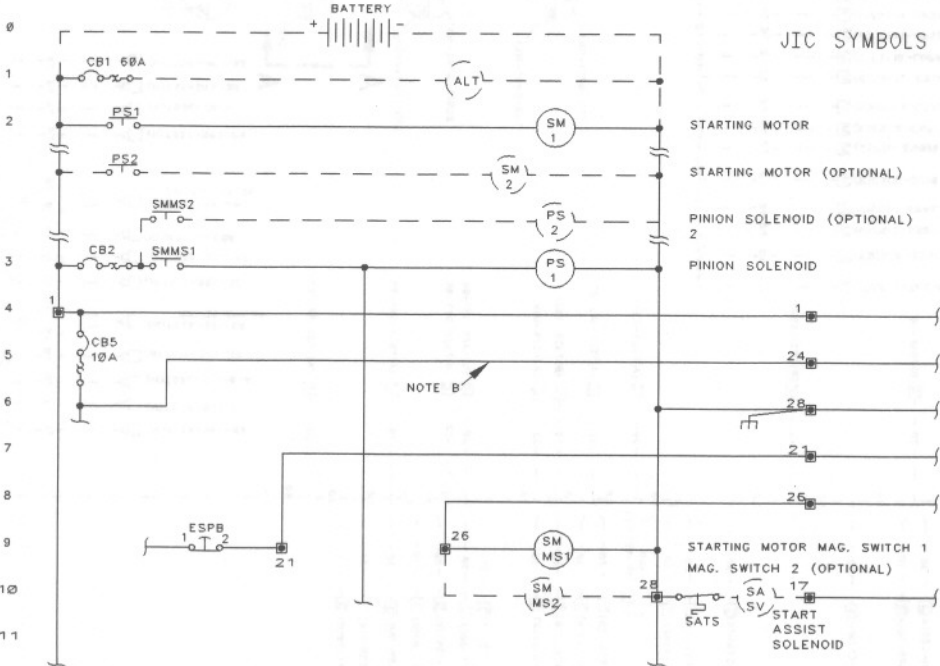 BATTERY
0 + -
JIC SYMBOLS
CB1 60A
1 ALT
PS1
2 SM 1 STARTING MOTOR
PS2
SM 2 STARTING MOTOR (OPTIONAL)
SMMS2
PS 2 PINION SOLENOID (OPTIONAL) 2
CB2 SMMS1
3 PS 1 PINION SOLENOID
4 1 1
CB5 10A
5 24
NOTE B
6 28
7 21
8 26
ESPB
9 1 2 21 26 SM MS1 STARTING MOTOR MAG. SWITCH 1
MAG. SWITCH 2 (OPTIONAL)
10 SM MS2 28 SATS SA SV 17
START
ASSIST
SOLENOID
11